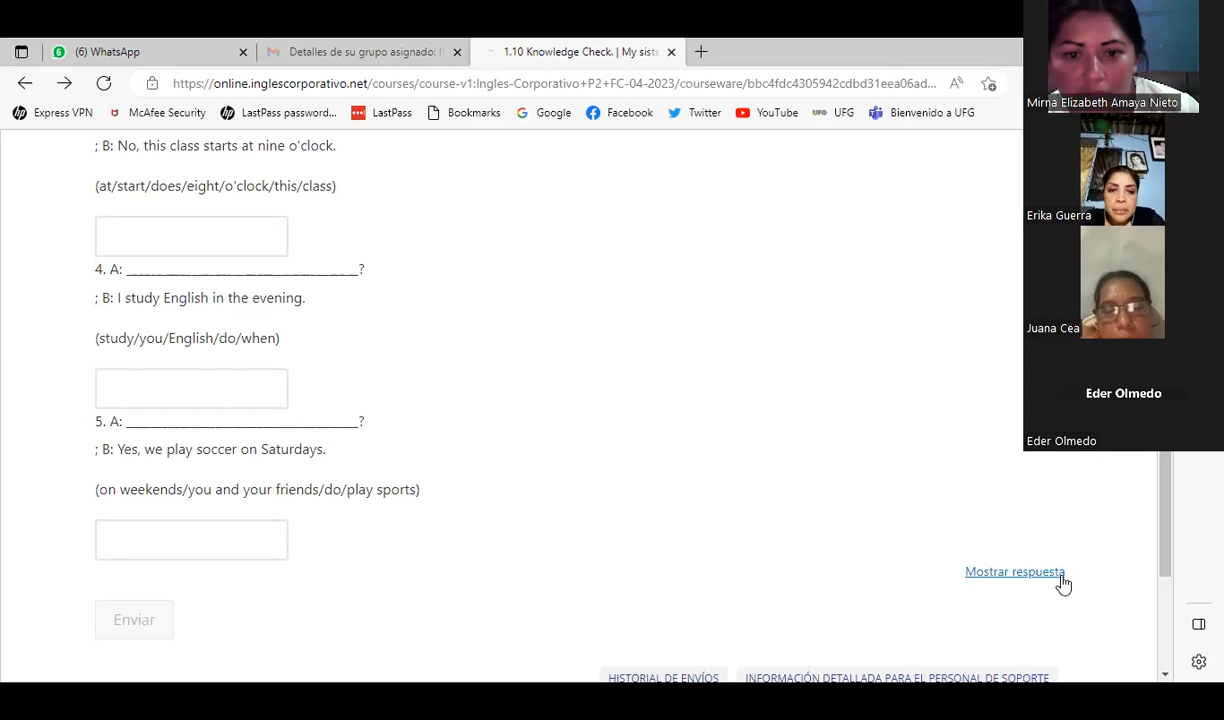 (6) WhatsApp
Detalles de su grupo asignado: I
1.10 Knowledge Check. | My siste
https://online.inglescorporativo.net/courses/course-v1:Ingles-Corporativo+P2+FC-04-2023/courseware/bbc4fdc4305942cdbd31eea06ad...
Express VPN
McAfee Security
LastPass password...
LastPass
Bookmarks
Google
Facebook
Twitter
YouTube
UFG
Bienvenido a UFG
; B: No, this class starts at nine o'clock.
(at/start/does/eight/o'clock/this/class)
4. A: ___________________________________?
; B: I study English in the evening.
(study/you/English/do/when)
5. A: ___________________________________?
; B: Yes, we play soccer on Saturdays.
(on weekends/you and your friends/do/play sports)
Mostrar respuesta
Enviar
HISTORIAL DE ENVÍOS
INFORMACIÓN DETALLADA PARA EL PERSONAL DE SOPORTE
Mirna Elizabeth Amaya Nieto
Erika Guerra
Juana Cea
Eder Olmedo
Eder Olmedo